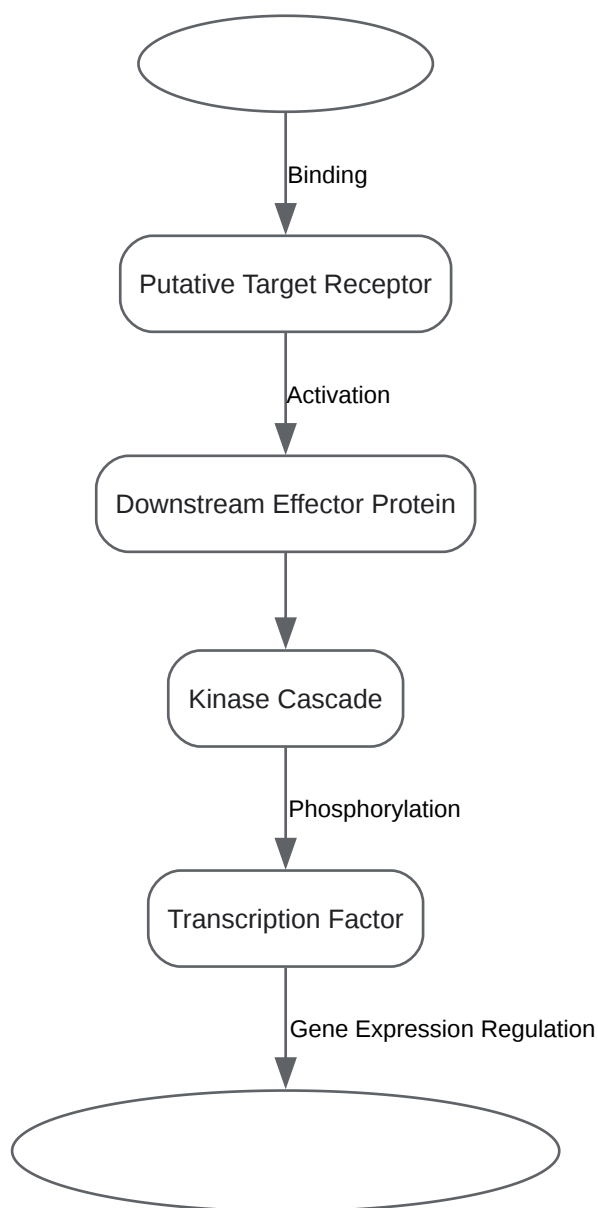 Binding
Putative Target Receptor
Activation
Downstream Effector Protein
Kinase Cascade
Phosphorylation
Transcription Factor
Gene Expression Regulation